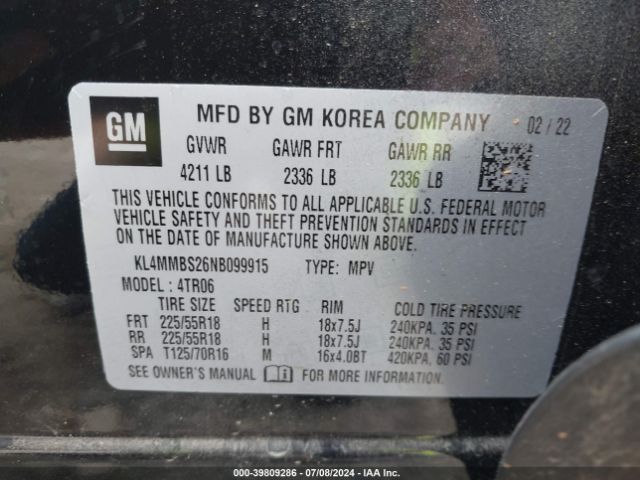 GM MFD BY GM KOREA COMPANY 02 / 22
GVWR GAWR FRT GAWR RR
4211 LB 2336 LB 2336 LB
THIS VEHICLE CONFORMS TO ALL APPLICABLE U.S. FEDERAL MOTOR
VEHICLE SAFETY AND THEFT PREVENTION STANDARDS IN EFFECT
ON THE DATE OF MANUFACTURE SHOWN ABOVE.
KL4MMBS26NB099915 TYPE: MPV
MODEL : 4TR06
TIRE SIZE SPEED RTG RIM COLD TIRE PRESSURE
FRT 225/55R18 H 18x7.5J 240KPA. 35 PSI
RR 225/55R18 H 18x7.5J 240KPA. 35 PSI
SPA T125/70R16 M 16x4.0BT 420KPA. 60 PSI
SEE OWNER'S MANUAL i FOR MORE INFORMATION.
000-39809286 - 07/08/2024 - IAA Inc.